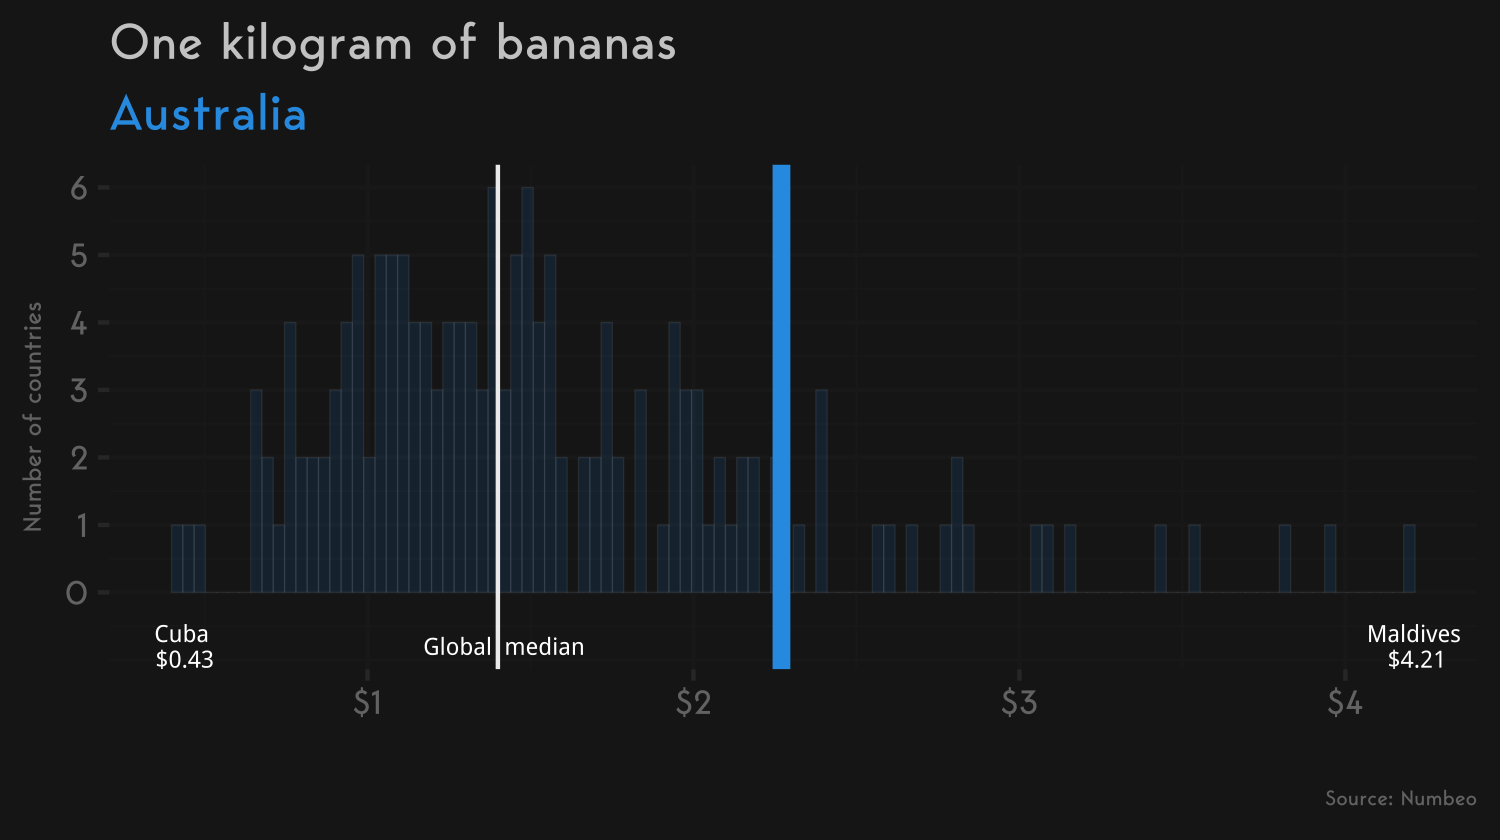 One kilogram of bananas
Australia
Number of countries
6
5
4
3
2
1
0
Cuba
$0.43
Global median
Maldives
$4.21
$1 $2 $3 $4
Source: Numbeo